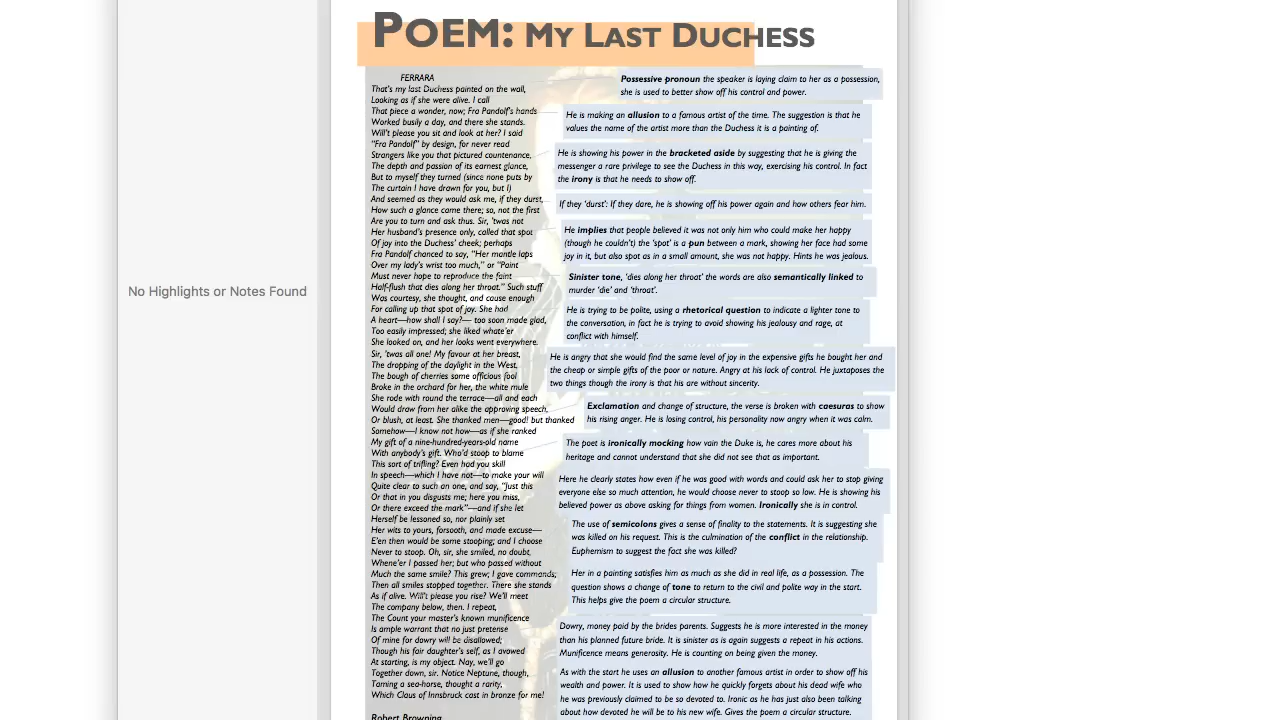 POEM: MY LAST DUCHESS
No Highlights or Notes Found
FERRARA
That's my last Duchess painted on the wall,
Looking as if she were alive. I call
That piece a wonder, now; Fra Pandolf's hands
Worked busily a day, and there she stands.
Will't please you sit and look at her? I said
"Fra Pandolf" by design, for never read
Strangers like you that pictured countenance,
The depth and passion of its earnest glance,
But to myself they turned (since none puts by
The curtain I have drawn for you, but I)
And seemed as they would ask me, if they durst,
How such a glance came there; so, not the first
Are you to turn and ask thus. Sir, 'twas not
Her husband's presence only, called that spot
Of joy into the Duchess' cheek; perhaps
Fra Pandolf chanced to say, "Her mantle laps
Over my lady's wrist too much," or "Paint
Must never hope to reproduce the faint
Half-flush that dies along her throat." Such stuff
Was courtesy, she thought, and cause enough
For calling up that spot of joy. She had
A heart—how shall I say?— too soon made glad,
Too easily impressed; she liked whate'er
She looked on, and her looks went everywhere.
Sir, 'twas all one! My favour at her breast,
The dropping of the daylight in the West,
The bough of cherries some officious fool
Broke in the orchard for her, the white mule
She rode with round the terrace—all and each
Would draw from her alike the approving speech,
Or blush, at least. She thanked men—good! but thanked
Somehow—I know not how—as if she ranked
My gift of a nine-hundred-years-old name
With anybody's gift. Who'd stoop to blame
This sort of trifling? Even had you skill
In speech—which I have not—to make your will
Quite clear to such an one, and say, "Just this
Or that in you disgusts me; here you miss,
Or there exceed the mark"—and if she let
Herself be lessoned so, nor plainly set
Her wits to yours, forsooth, and made excuse—
E'en then would be some stooping; and I choose
Never to stoop. Oh, sir, she smiled, no doubt,
Whene'er I passed her; but who passed without
Much the same smile? This grew; I gave commands;
Then all smiles stopped together. There she stands
As if alive. Will't please you rise? We'll meet
The company below, then. I repeat,
The Count your master's known munificence
Is ample warrant that no just pretense
Of mine for dowry will be disallowed;
Though his fair daughter's self, as I avowed
At starting, is my object. Nay, we'll go
Together down, sir. Notice Neptune, though,
Taming a sea-horse, thought a rarity,
Which Claus of Innsbruck cast in bronze for me!
Robert Browning
Possessive pronoun the speaker is laying claim to her as a possession,
she is used to better show off his control and power.
He is making an allusion to a famous artist of the time. The suggestion is that he
values the name of the artist more than the Duchess it is a painting of.
He is showing his power in the bracketed aside by suggesting that he is giving the
messenger a rare privilege to see the Duchess in this way, exercising his control. In fact
the irony is that he needs to show off.
If they 'durst': If they dare, he is showing off his power again and how others fear him.
He implies that people believed it was not only him who could make her happy
(though he couldn't) the 'spot' is a pun between a mark, showing her face had some
joy in it, but also spot as in a small amount, she was not happy. Hints he was jealous.
Sinister tone, 'dies along her throat' the words are also semantically linked to
murder 'die' and 'throat'.
He is trying to be polite, using a rhetorical question to indicate a lighter tone to
the conversation, in fact he is trying to avoid showing his jealousy and rage, at
conflict with himself.
He is angry that she would find the same level of joy in the expensive gifts he bought her and
the cheap or simple gifts of the poor or nature. Angry at his lack of control. He juxtaposes the
two things though the irony is that his are without sincerity.
Exclamation and change of structure, the verse is broken with caesuras to show
his rising anger. He is losing control, his personality now angry when it was calm.
The poet is ironically mocking how vain the Duke is, he cares more about his
heritage and cannot understand that she did not see that as important.
Here he clearly states how even if he was good with words and could ask her to stop giving
everyone else so much attention, he would choose never to stoop so low. He is showing his
believed power as above asking for things from women. Ironically she is in control.
The use of semicolons gives a sense of finality to the statements. It is suggesting she
was killed on his request. This is the culmination of the conflict in the relationship.
Euphemism to suggest the fact she was killed?
Her in a painting satisfies him as much as she did in real life, as a possession. The
question shows a change of tone to return to the civil and polite way in the start.
This helps give the poem a circular structure.
Dowry, money paid by the brides parents. Suggests he is more interested in the money
than his planned future bride. It is sinister as is again suggests a repeat in his actions.
Munificence means generosity. He is counting on being given the money.
As with the start he uses an allusion to another famous artist in order to show off his
wealth and power. It is used to show how he quickly forgets about his dead wife who
he was previously claimed to be so devoted to. Ironic as he has just also been talking
about how devoted he will be to his new wife. Gives the poem a circular structure.